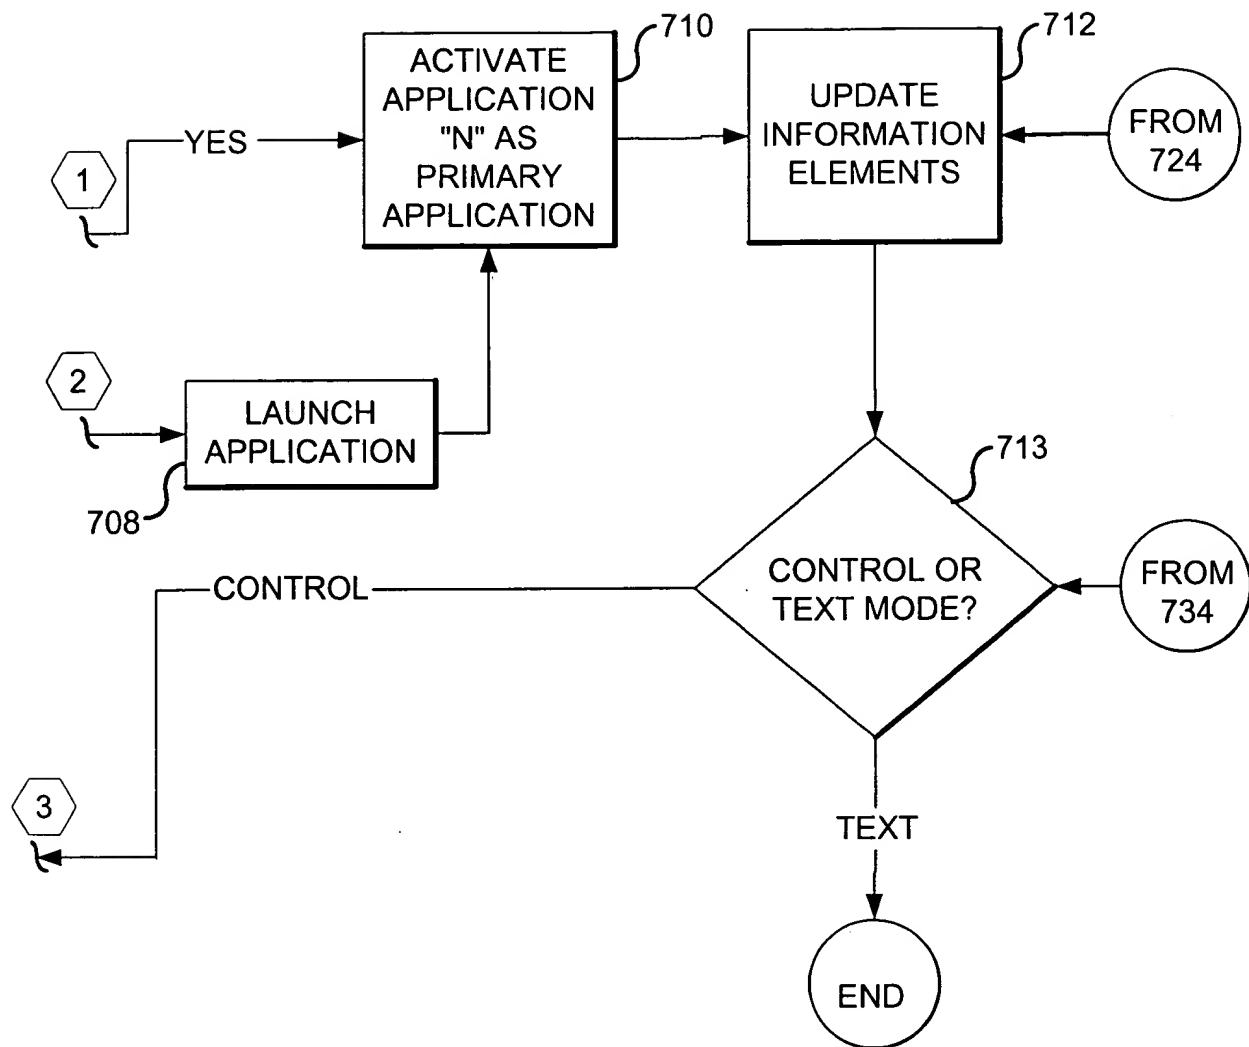 710
712
ACTIVATE
APPLICATION
"N" AS
PRIMARY
APPLICATION
UPDATE
INFORMATION
ELEMENTS
FROM
724
YES
1
2
LAUNCH
APPLICATION
708
713
CONTROL OR
TEXT MODE?
FROM
734
CONTROL
3
TEXT
END